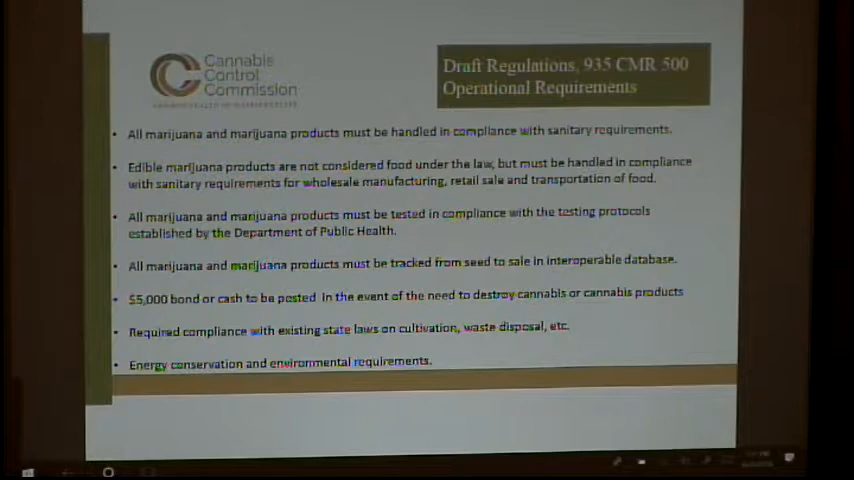 Cannabis
Control
Commission
Draft Regulations, 935 CMR 500
Operational Requirements
• All marijuana and marijuana products must be handled in compliance with sanitary requirements.
• Edible marijuana products are not considered food under the law, but must be handled in compliance
with sanitary requirements for wholesale manufacturing, retail sale and transportation of food.
• All marijuana and marijuana products must be tested in compliance with the testing protocols
established by the Department of Public Health.
• All marijuana and marijuana products must be tracked from seed to sale in interoperable database.
• $5,000 bond or cash to be posted in the event of the need to destroy cannabis or cannabis products
• Required compliance with existing state laws on cultivation, waste disposal, etc.
• Energy conservation and environmental requirements.